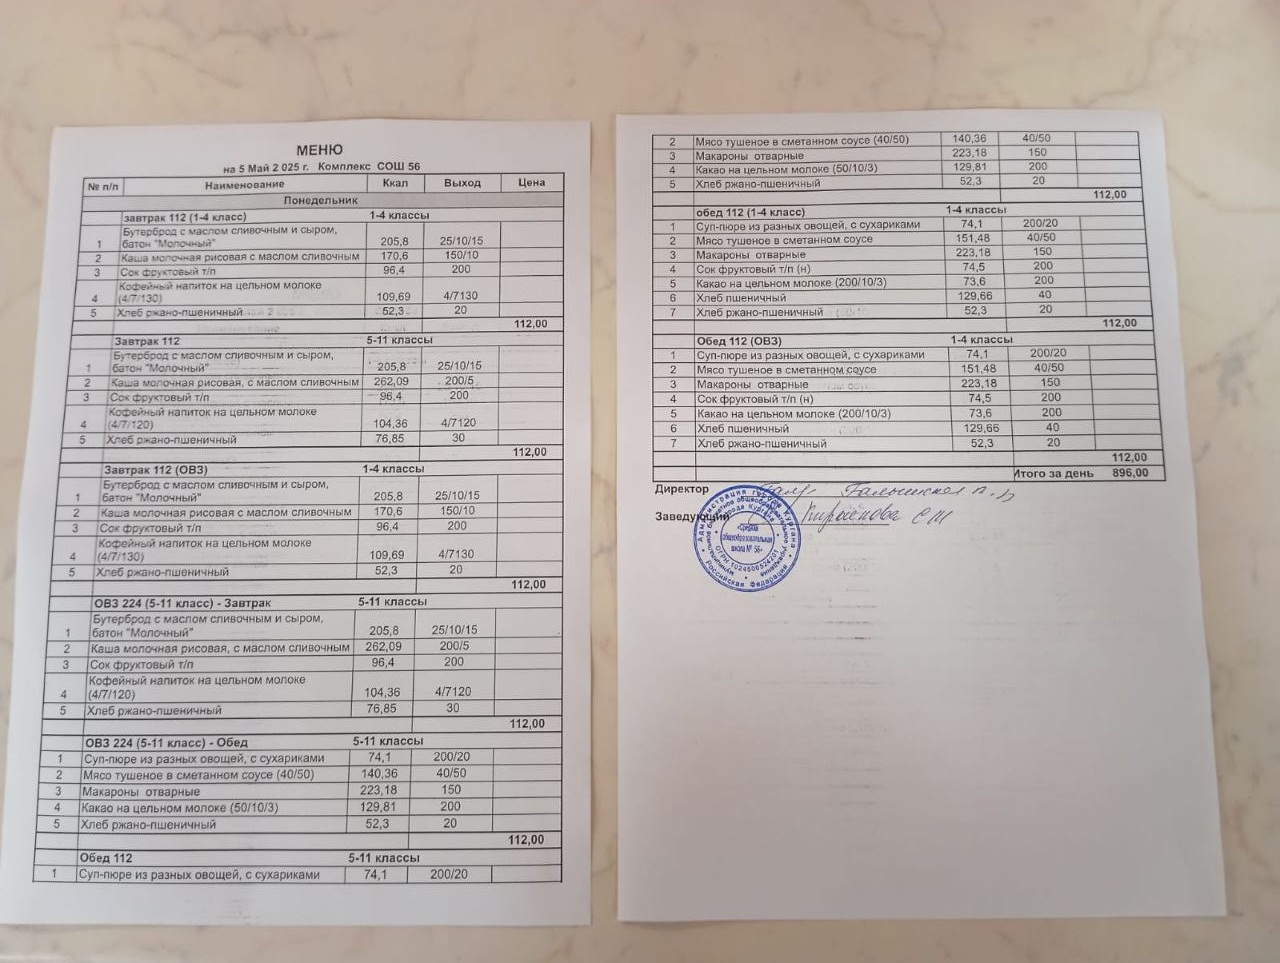 МЕНЮ
на 5 Май 2 025 г. Комплекс СОШ 56
№ п/п Наименование Ккал Выход Цена
Понедельник
завтрак 112 (1-4 класс) 1-4 классы
Бутерброд с маслом сливочным и сыром,
1 батон "Молочный" 205,8 25/10/15
2 Каша молочная рисовая с маслом сливочным 170,6 150/10
3 Сок фруктовый т/п 96,4 200
Кофейный напиток на цельном молоке
4 (4/7/130) 109,69 4/7130
5 Хлеб ржано-пшеничный 52,3 20
112,00
Завтрак 112 5-11 классы
Бутерброд с маслом сливочным и сыром,
1 батон "Молочный" 205,8 25/10/15
2 Каша молочная рисовая, с маслом сливочным 262,09 200/5
3 Сок фруктовый т/п 96,4 200
Кофейный напиток на цельном молоке
4 (4/7/120) 104,36 4/7120
5 Хлеб ржано-пшеничный 76,85 30
112,00
Завтрак 112 (ОВЗ) 1-4 классы
Бутерброд с маслом сливочным и сыром,
1 батон "Молочный" 205,8 25/10/15
2 Каша молочная рисовая с маслом сливочным 170,6 150/10
3 Сок фруктовый т/п 96,4 200
Кофейный напиток на цельном молоке
4 (4/7/130) 109,69 4/7130
5 Хлеб ржано-пшеничный 52,3 20
112,00
ОВЗ 224 (5-11 класс) - Завтрак 5-11 классы
Бутерброд с маслом сливочным и сыром,
1 батон "Молочный" 205,8 25/10/15
2 Каша молочная рисовая, с маслом сливочным 262,09 200/5
3 Сок фруктовый т/п 96,4 200
Кофейный напиток на цельном молоке
4 (4/7/120) 104,36 4/7120
5 Хлеб ржано-пшеничный 76,85 30
112,00
ОВЗ 224 (5-11 класс) - Обед 5-11 классы
1 Суп-пюре из разных овощей, с сухариками 74,1 200/20
2 Мясо тушеное в сметанном соусе (40/50) 140,36 40/50
3 Макароны отварные 223,18 150
4 Какао на цельном молоке (50/10/3) 129,81 200
5 Хлеб ржано-пшеничный 52,3 20
112,00
Обед 112 5-11 классы
1 Суп-пюре из разных овощей, с сухариками 74,1 200/20
2 Мясо тушеное в сметанном соусе (40/50) 140,36 40/50
3 Макароны отварные 223,18 150
4 Какао на цельном молоке (50/10/3) 129,81 200
5 Хлеб ржано-пшеничный 52,3 20
112,00
обед 112 (1-4 класс) 1-4 классы
1 Суп-пюре из разных овощей, с сухариками 74,1 200/20
2 Мясо тушеное в сметанном соусе 151,48 40/50
3 Макароны отварные 223,18 150
4 Сок фруктовый т/п (н) 74,5 200
5 Какао на цельном молоке (200/10/3) 73,6 200
6 Хлеб пшеничный 129,66 40
7 Хлеб ржано-пшеничный 52,3 20
112,00
Обед 112 (ОВЗ) 1-4 классы
1 Суп-пюре из разных овощей, с сухариками 74,1 200/20
2 Мясо тушеное в сметанном соусе 151,48 40/50
3 Макароны отварные 223,18 150
4 Сок фруктовый т/п (н) 74,5 200
5 Какао на цельном молоке (200/10/3) 73,6 200
6 Хлеб пшеничный 129,66 40
7 Хлеб ржано-пшеничный 52,3 20
112,00
Итого за день 896,00
Директор
Заведующий
Администрация города Кургана
Российская Федерация
«Средняя
общеобразовательная
школа № 56»